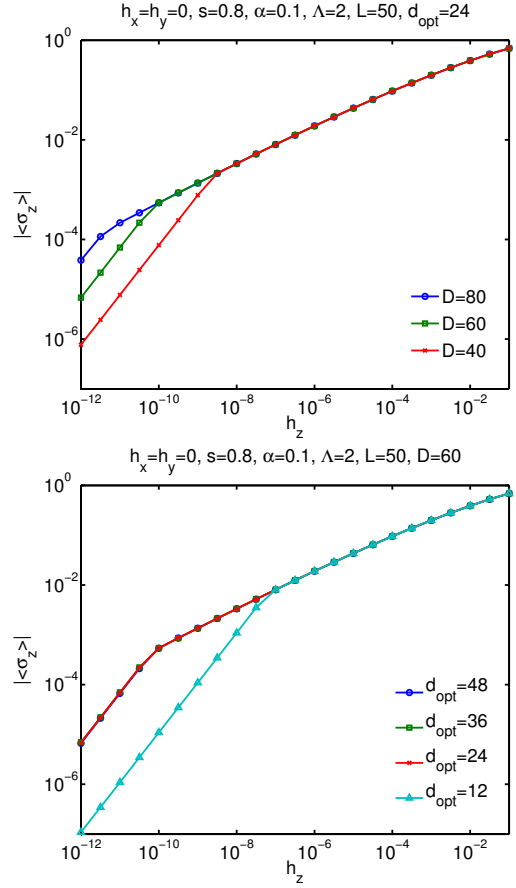 h_x=h_y=0, s=0.8, α=0.1, Λ=2, L=50, d_opt=24
10^0
10^−2
10^−4
10^−6
|<σ_z>|
D=80
D=60
D=40
10^−12 10^−10 10^−8 10^−6 10^−4 10^−2
h_z
h_x=h_y=0, s=0.8, α=0.1, Λ=2, L=50, D=60
10^0
10^−2
10^−4
10^−6
|<σ_z>|
d_opt=48
d_opt=36
d_opt=24
d_opt=12
10^−12 10^−10 10^−8 10^−6 10^−4 10^−2
h_z